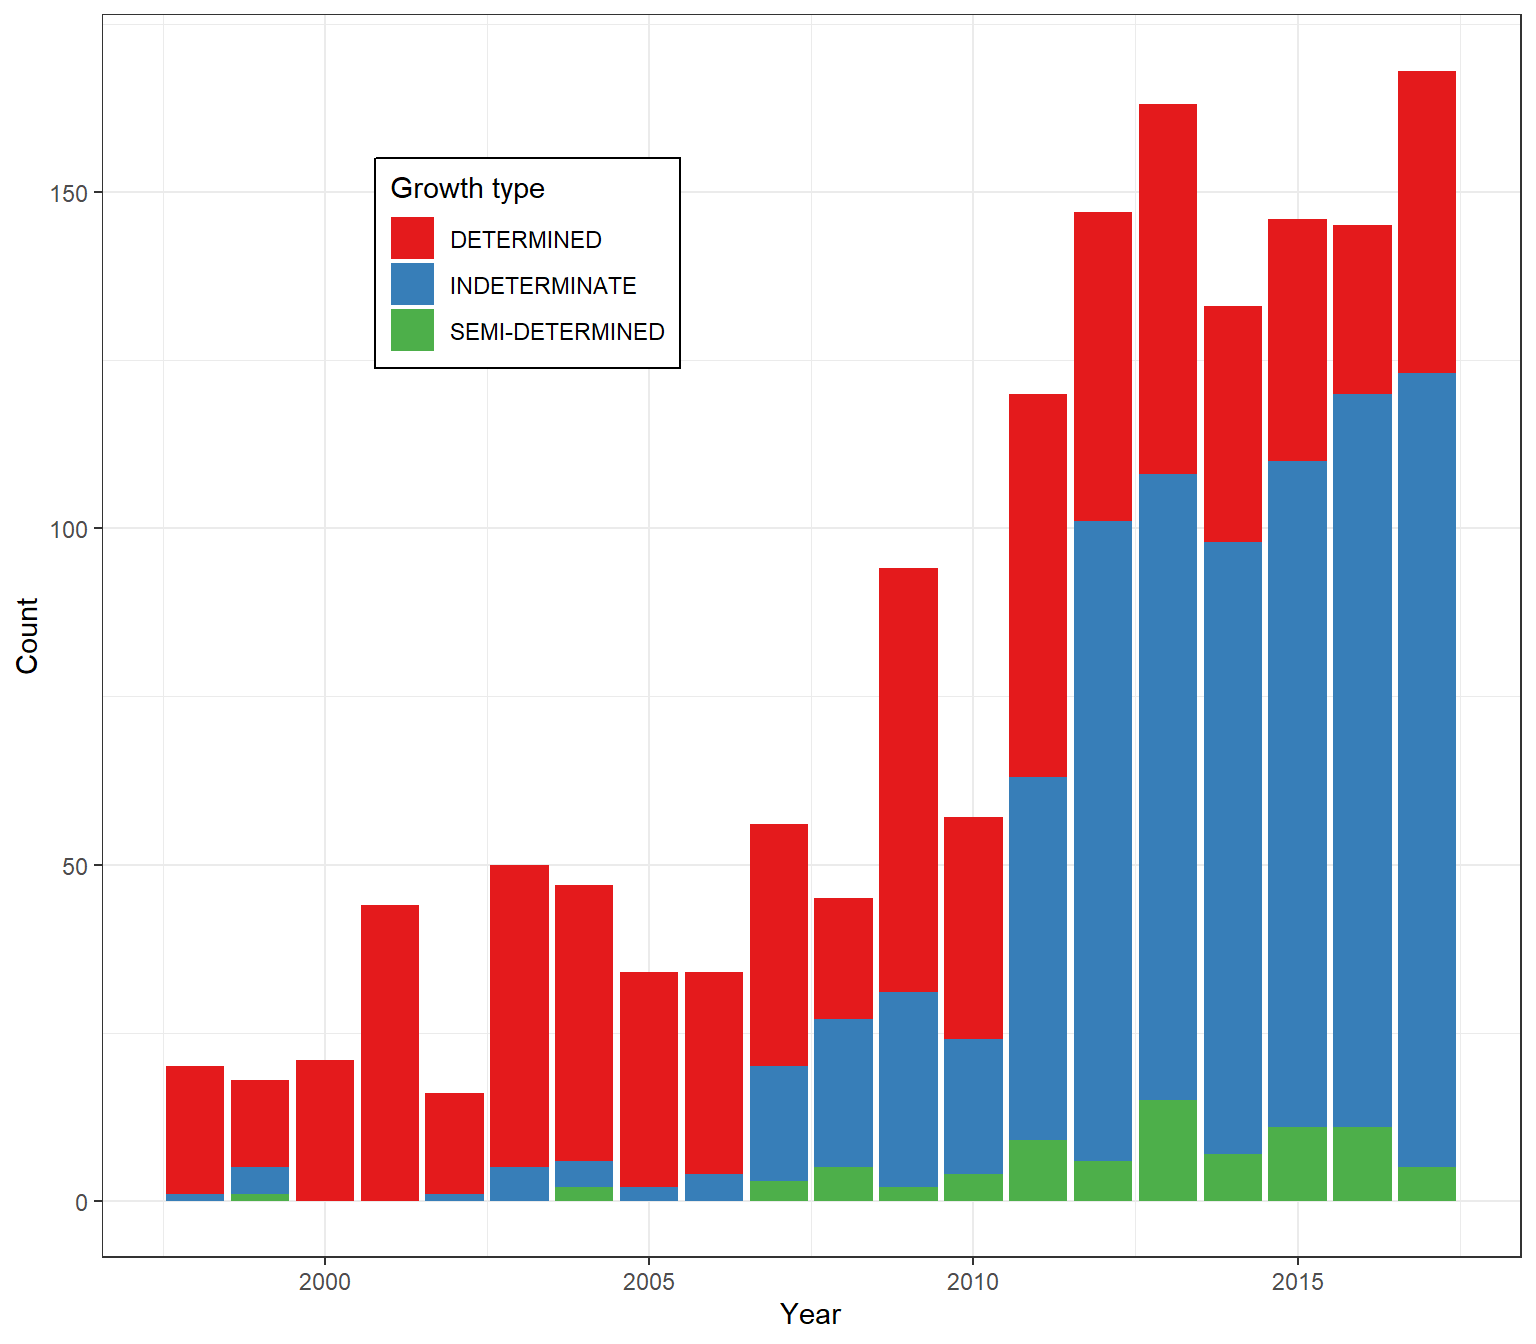 Growth type
DETERMINED
INDETERMINATE
SEMI-DETERMINED
150
100
50
0
Count
2000 2005 2010 2015
Year